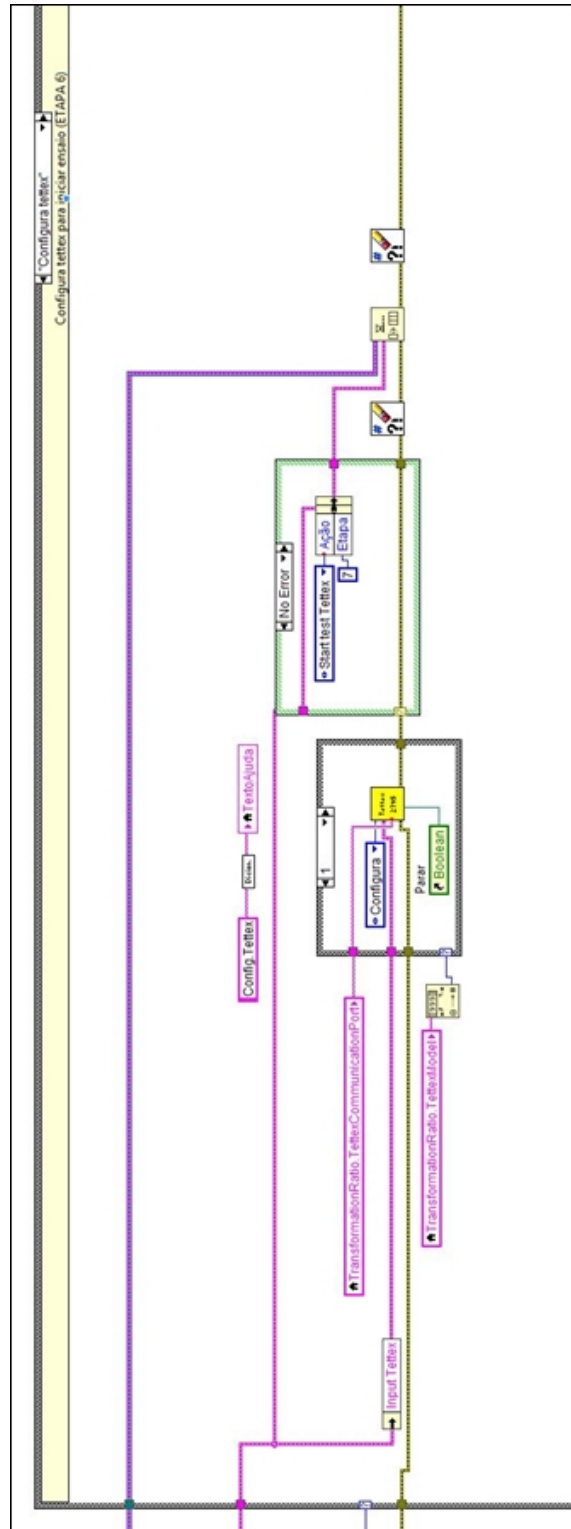 "Configura tettex"
Configura tettex para iniciar ensaio (ETAPA 6)
Config.Tettex
TextoAjuda
No Error
Start test Tettex
Ação
Etapa
7
TransformationRatio.TettexCommunicationPort
1
Configura
Tettex
Parar
Boolean
Input Tettex
TransformationRatio.TettexModel
#
?!
#
?!